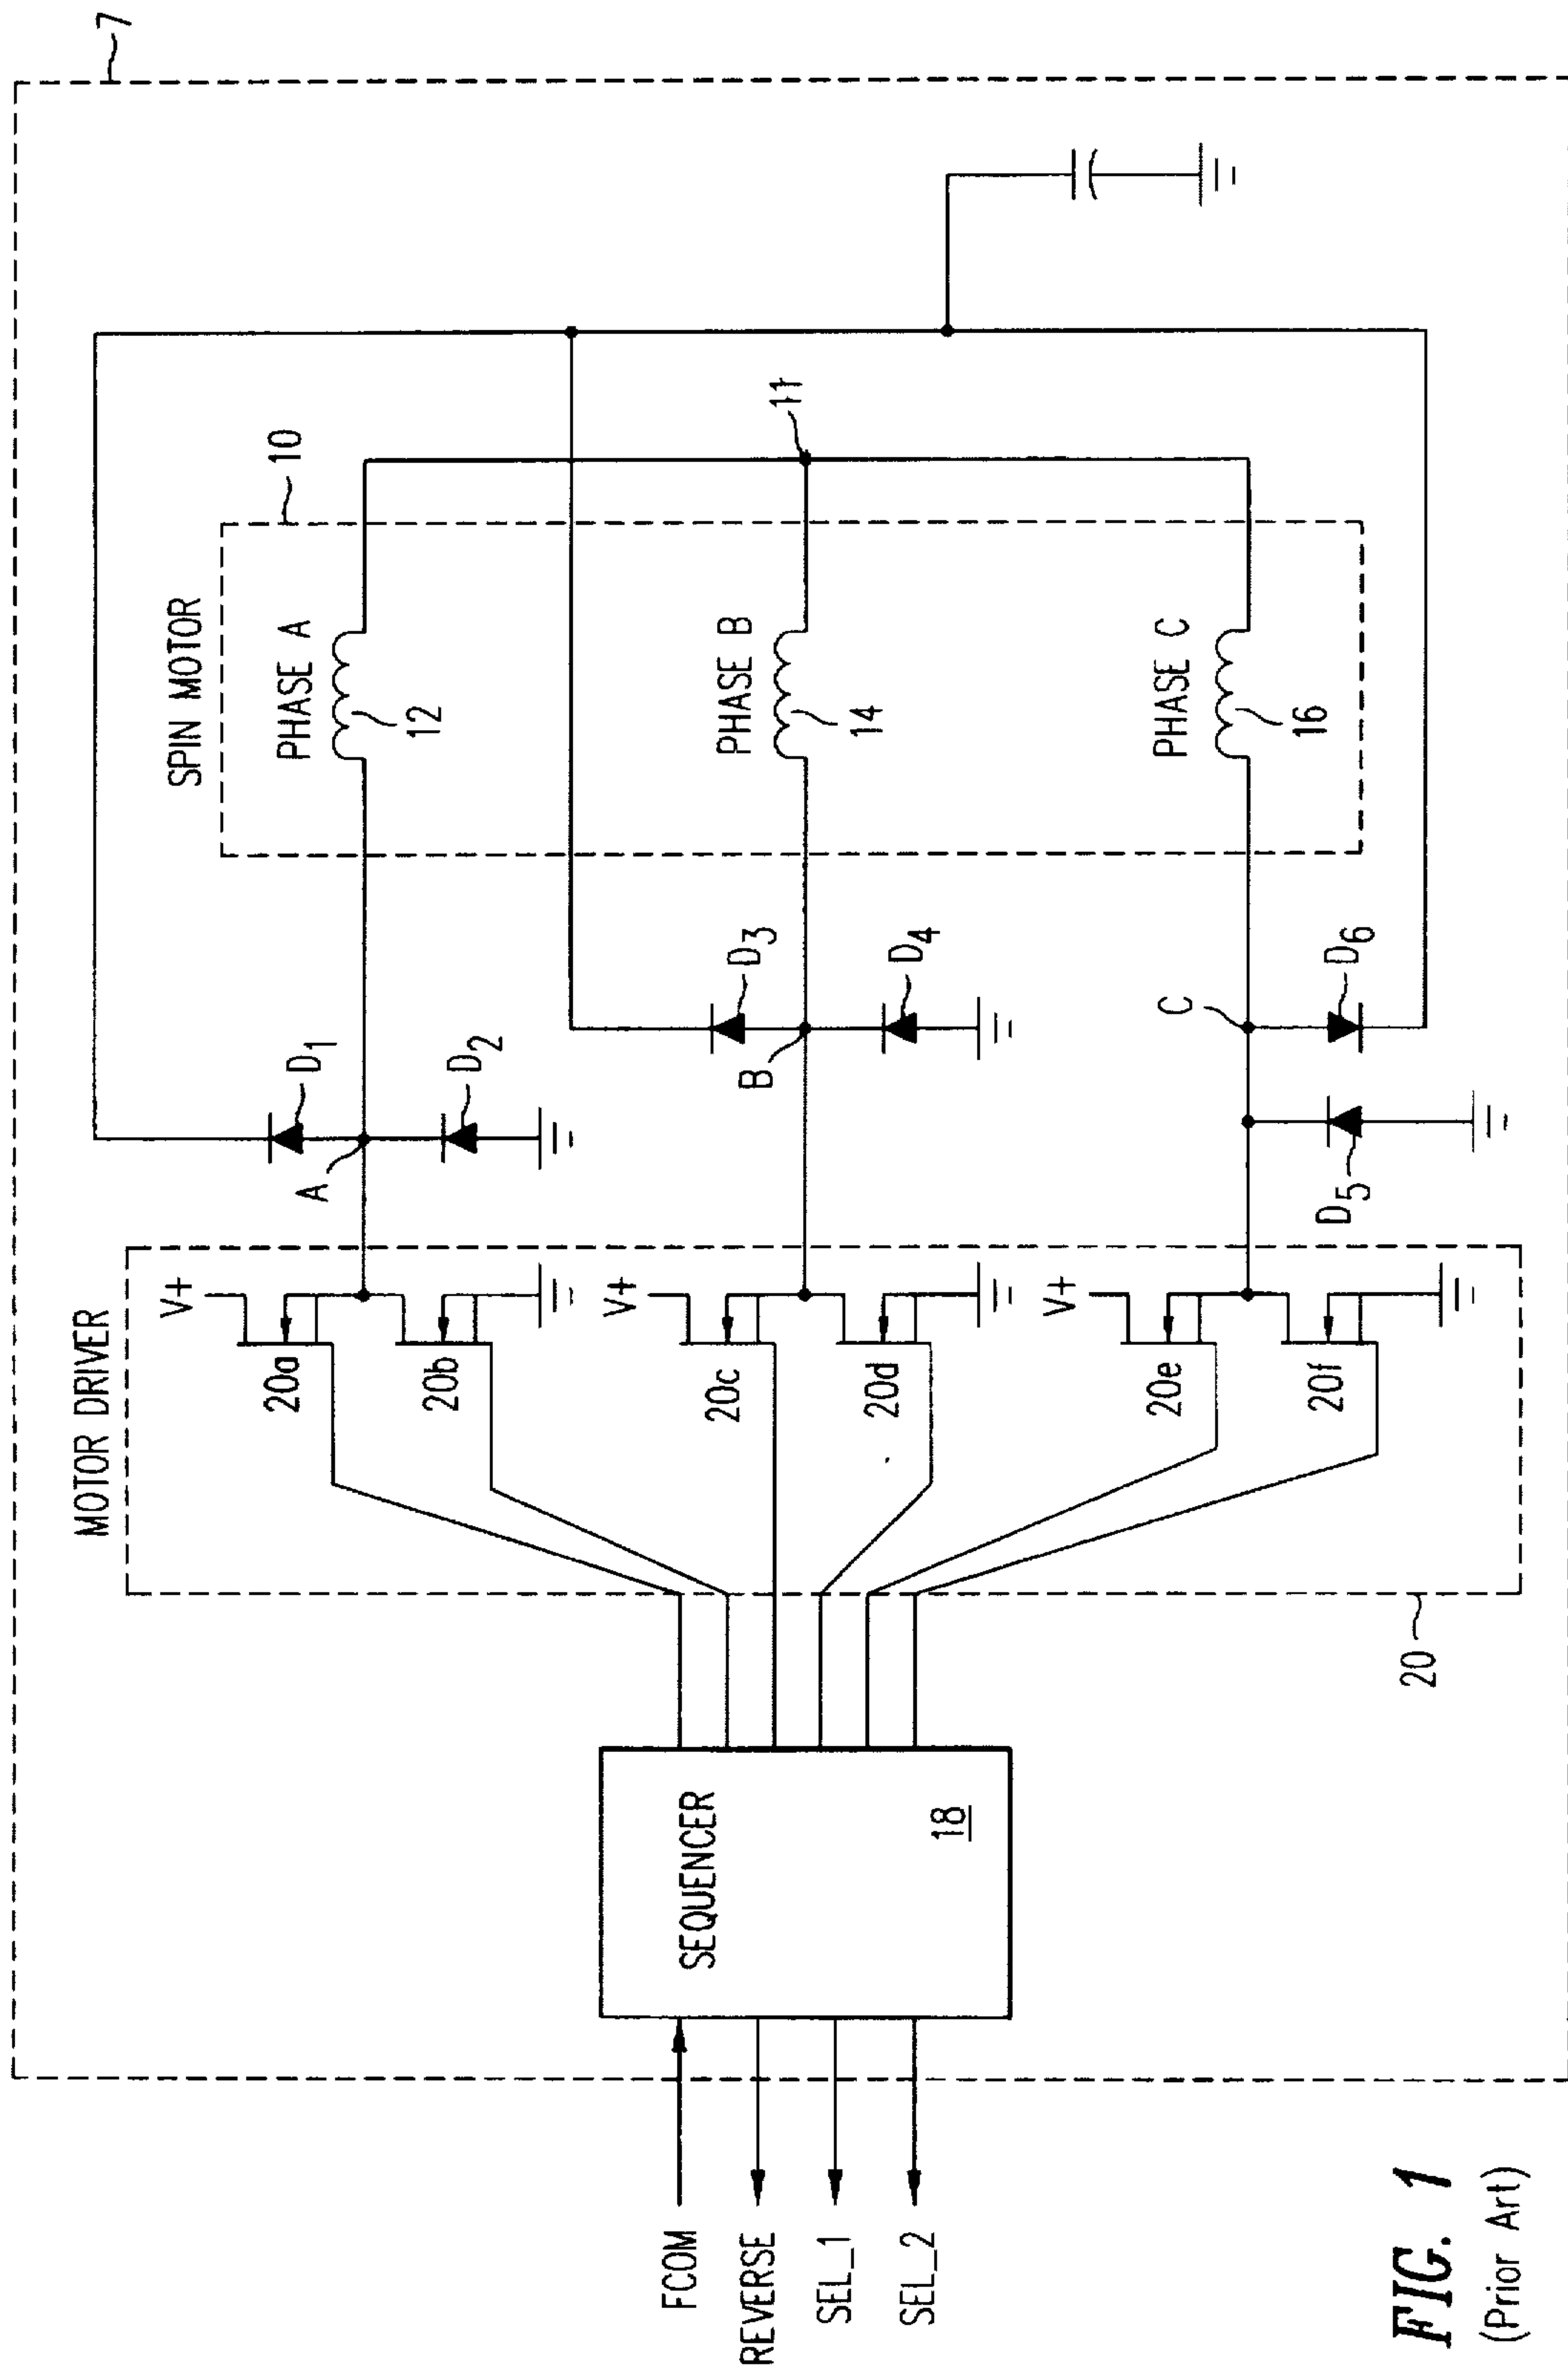 7
MOTOR DRIVER
SPIN MOTOR
10
V+
20a
20b
A
D1
D2
PHASE A
12
V+
20c
20d
B
D3
D4
PHASE B
14
11
V+
20e
20f
C
D5
D6
PHASE C
16
20
SEQUENCER
18
FCOM
REVERSE
SEL_1
SEL_2
FIG. 1
(Prior Art)